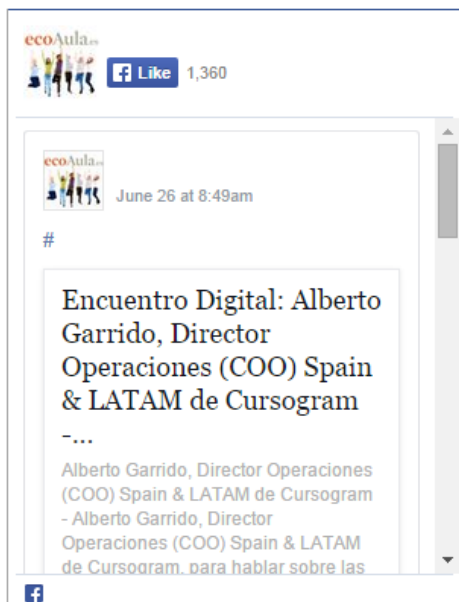 ecoAula.es
Like 1,360
ecoAula.es
June 26 at 8:49am
#
Encuentro Digital: Alberto
Garrido, Director
Operaciones (COO) Spain
& LATAM de Cursogram
-...
Alberto Garrido, Director Operaciones
(COO) Spain & LATAM de Cursogram
- Alberto Garrido, Director
Operaciones (COO) Spain & LATAM
de Cursogram, para hablar sobre las